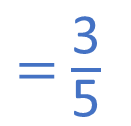 = 3/5